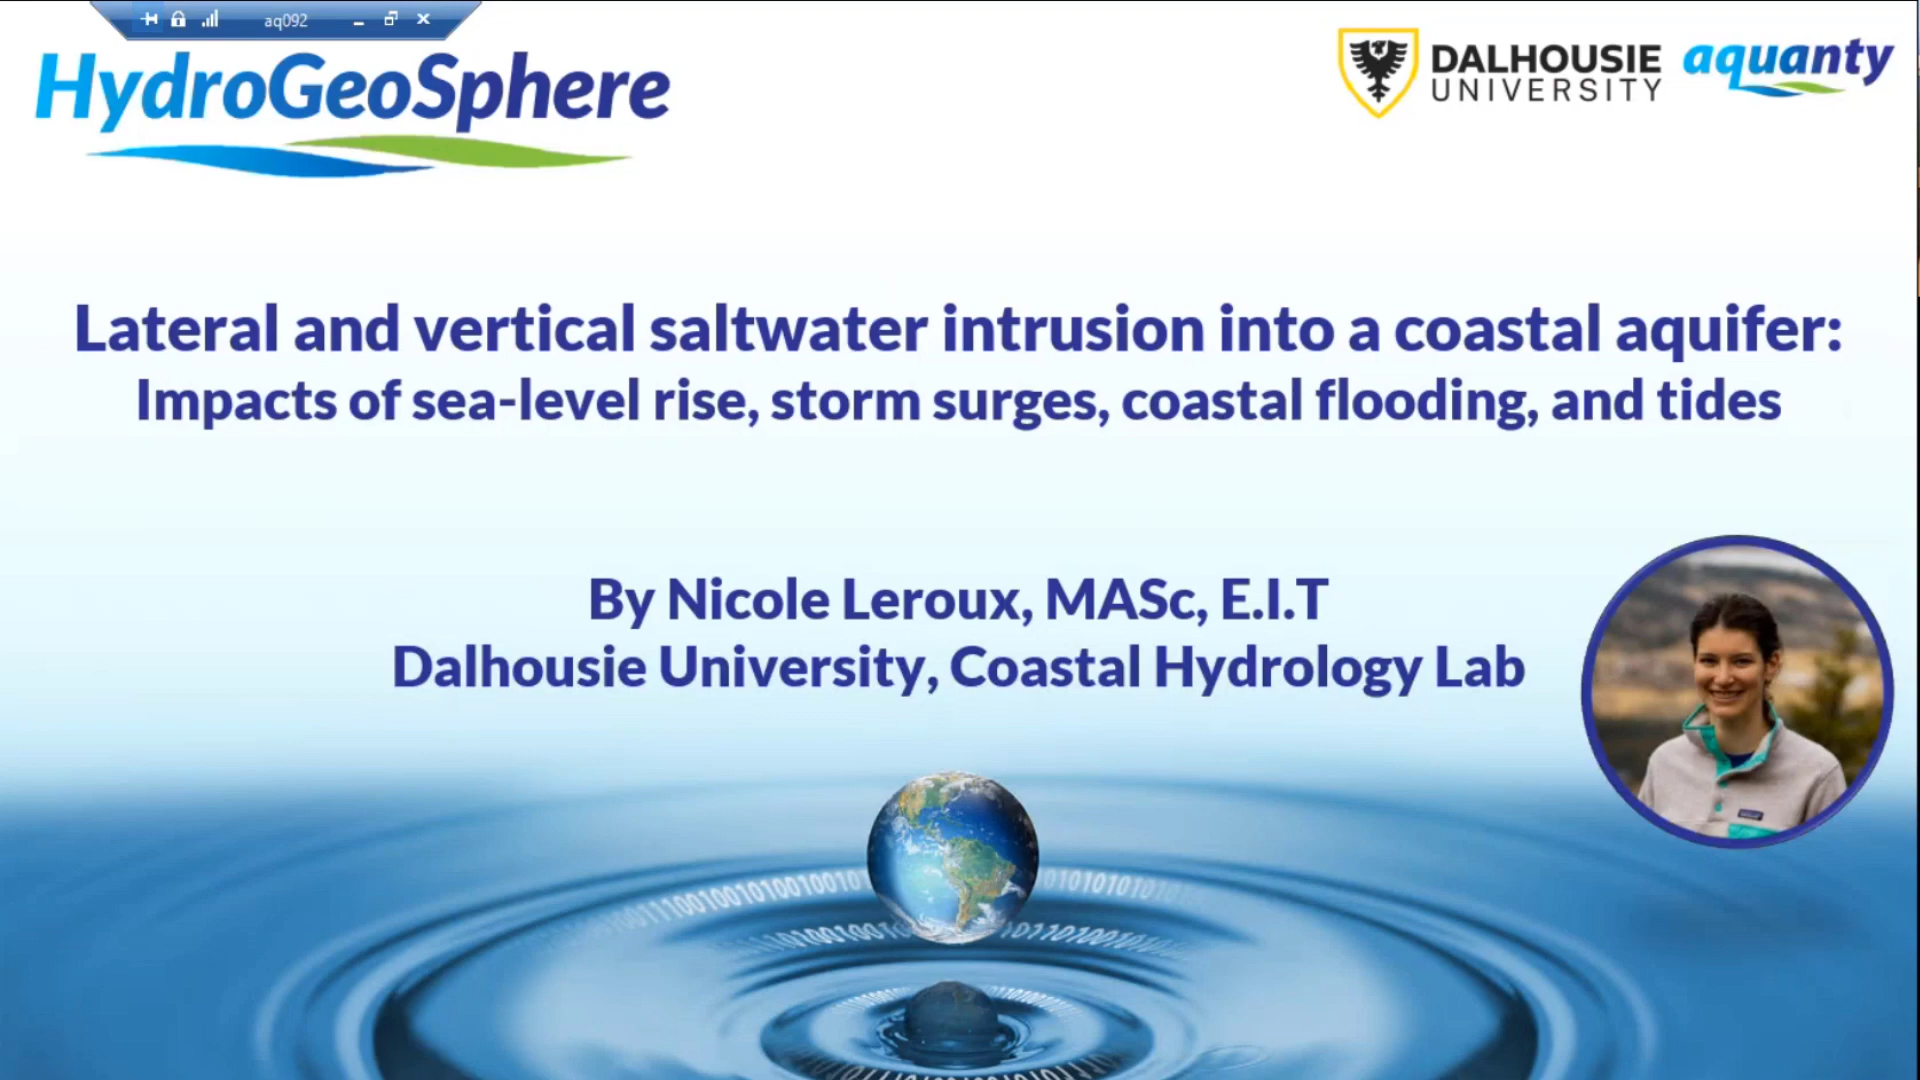 aq092
HydroGeoSphere
DALHOUSIE
UNIVERSITY
aquanty
Lateral and vertical saltwater intrusion into a coastal aquifer:
Impacts of sea-level rise, storm surges, coastal flooding, and tides
By Nicole Leroux, MASc, E.I.T
Dalhousie University, Coastal Hydrology Lab